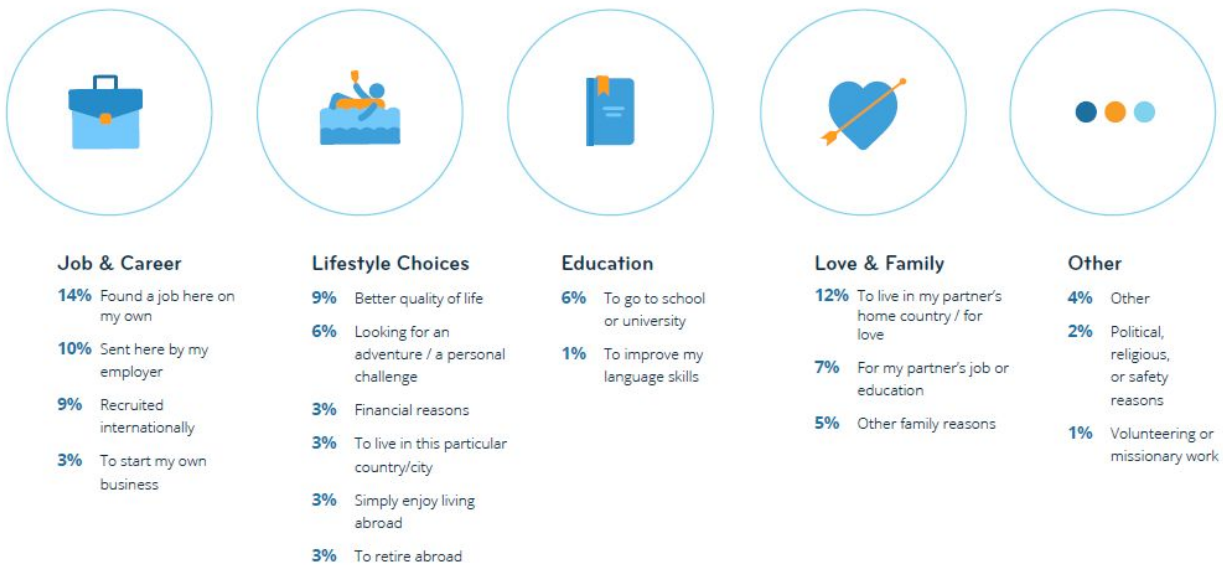 Job & Career
14% Found a job here on
my own
10% Sent here by my
employer
9% Recruited
internationally
3% To start my own
business
Lifestyle Choices
9% Better quality of life
6% Looking for an
adventure / a personal
challenge
3% Financial reasons
3% To live in this particular
country/city
3% Simply enjoy living
abroad
3% To retire abroad
Education
6% To go to school
or university
1% To improve my
language skills
Love & Family
12% To live in my partner’s
home country / for
love
7% For my partner’s job or
education
5% Other family reasons
Other
4% Other
2% Political,
religious,
or safety
reasons
1% Volunteering or
missionary work